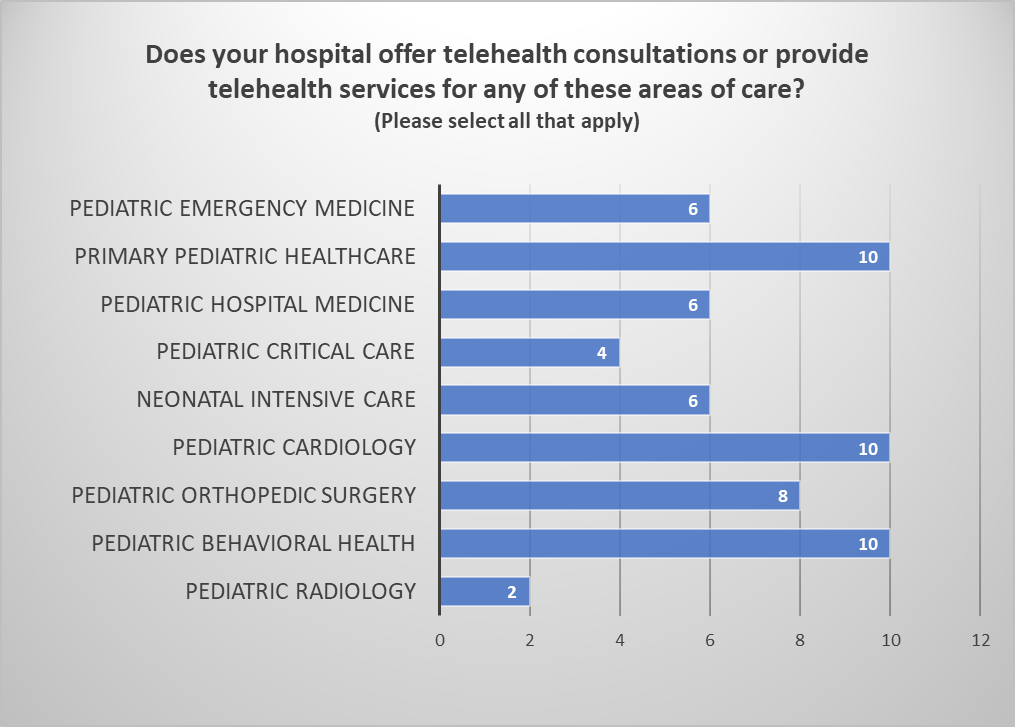 Does your hospital offer telehealth consultations or provide
telehealth services for any of these areas of care?
(Please select all that apply)
PEDIATRIC EMERGENCY MEDICINE 6
PRIMARY PEDIATRIC HEALTHCARE 10
PEDIATRIC HOSPITAL MEDICINE 6
PEDIATRIC CRITICAL CARE 4
NEONATAL INTENSIVE CARE 6
PEDIATRIC CARDIOLOGY 10
PEDIATRIC ORTHOPEDIC SURGERY 8
PEDIATRIC BEHAVIORAL HEALTH 10
PEDIATRIC RADIOLOGY 2
0 2 4 6 8 10 12